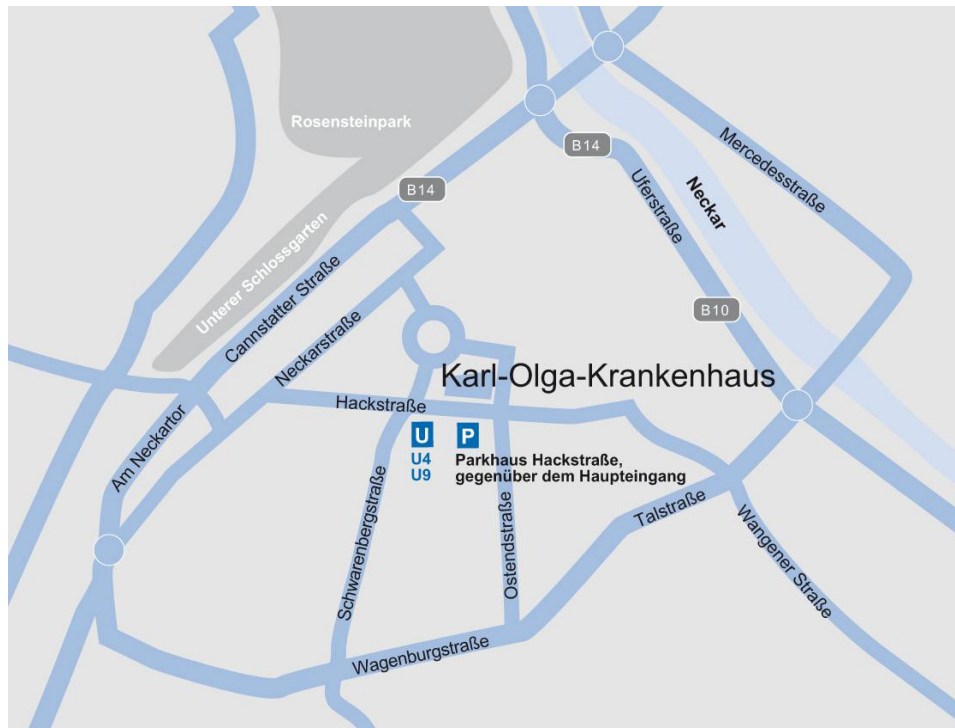 Rosensteinpark
B14
Mercedesstraße
B14
Uferstraße
Neckar
Unterer Schlossgarten
Cannstatter Straße
B10
Neckarstraße
Karl-Olga-Krankenhaus
Hackstraße
Am Neckartor
U
P
U4
U9
Parkhaus Hackstraße,
gegenüber dem Haupteingang
Schwarenbergstraße
Ostendstraße
Talstraße
Wangener Straße
Wagenburgstraße